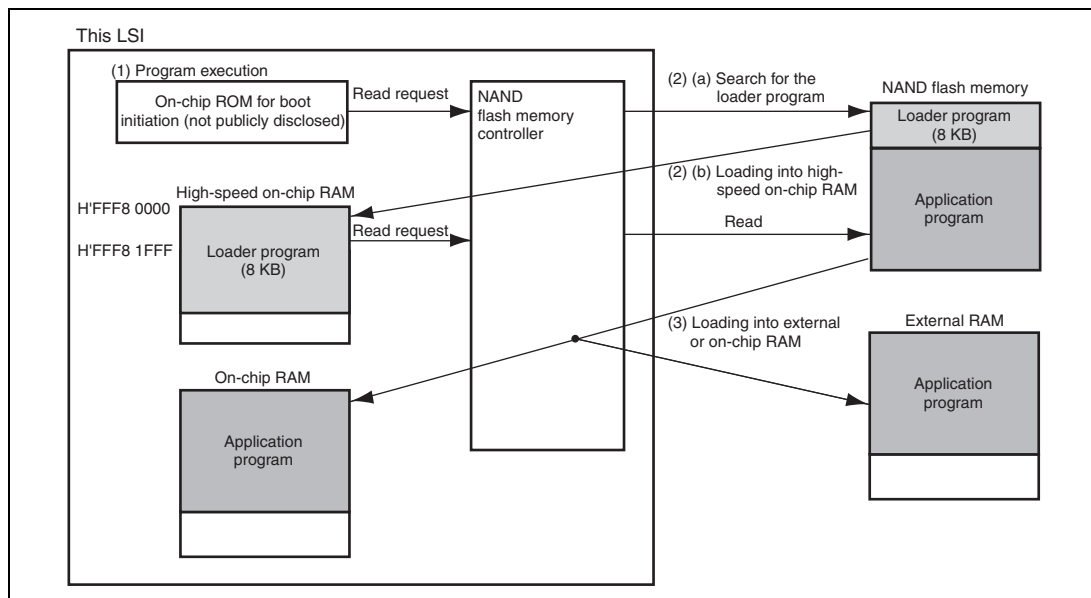 This LSI
(1) Program execution
On-chip ROM for boot
initiation (not publicly disclosed)
Read request
NAND
flash memory
controller
(2) (a) Search for the
loader program
NAND flash memory
Loader program
(8 KB)
Application
program
(2) (b) Loading into high-
speed on-chip RAM
Read
High-speed on-chip RAM
H'FFF8 0000
H'FFF8 1FFF
Loader program
(8 KB)
Read request
(3) Loading into external
or on-chip RAM
On-chip RAM
Application
program
External RAM
Application
program